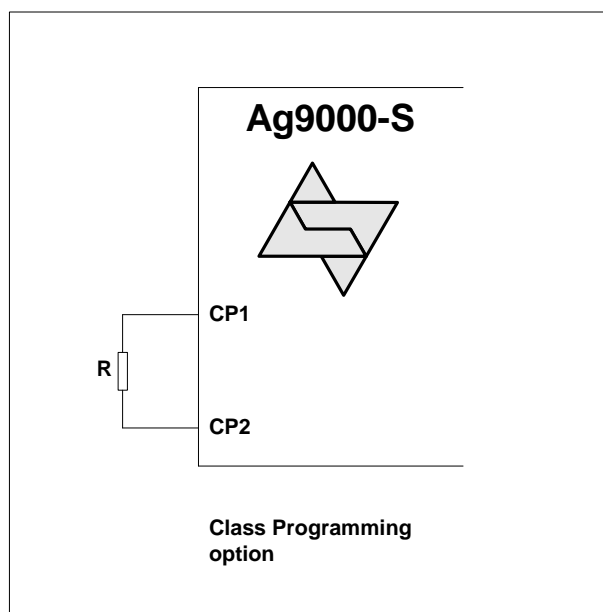 Ag9000-S
CP1
R
CP2
Class Programming
option